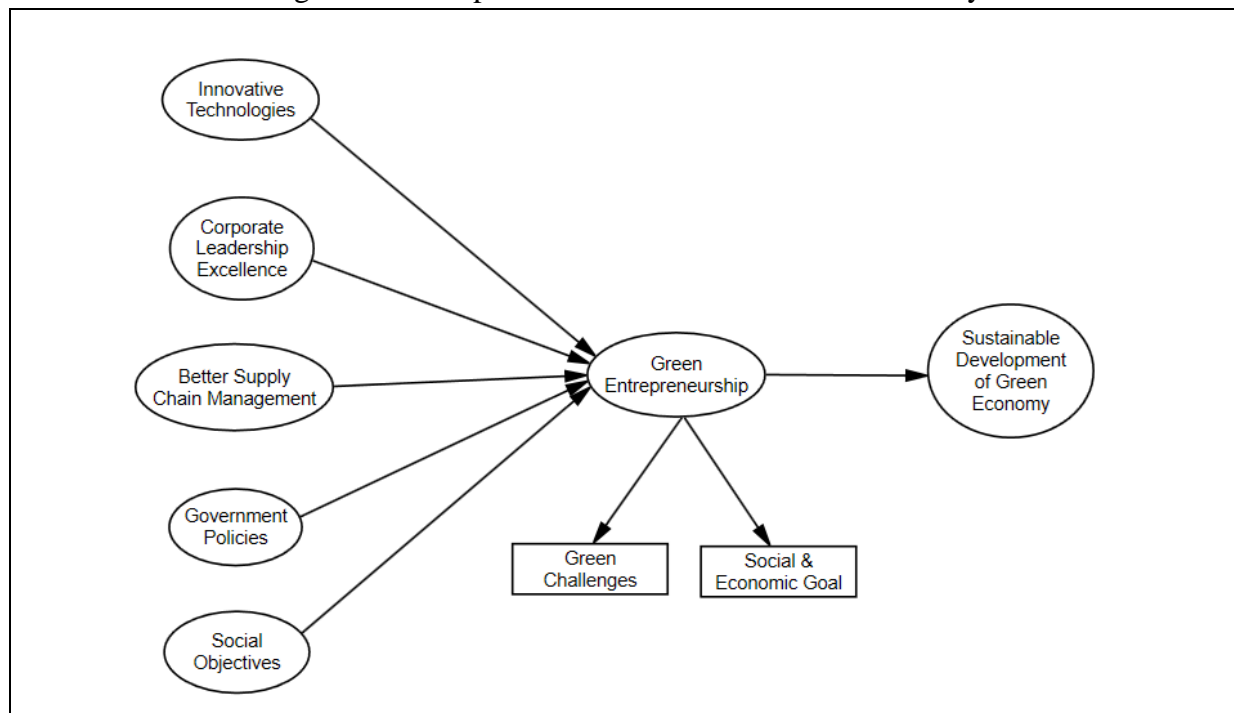 Innovative
Technologies
Corporate
Leadership
Excellence
Better Supply
Chain Management
Government
Policies
Social
Objectives
Green
Entrepreneurship
Green
Challenges
Social &
Economic Goal
Sustainable
Development
of Green
Economy